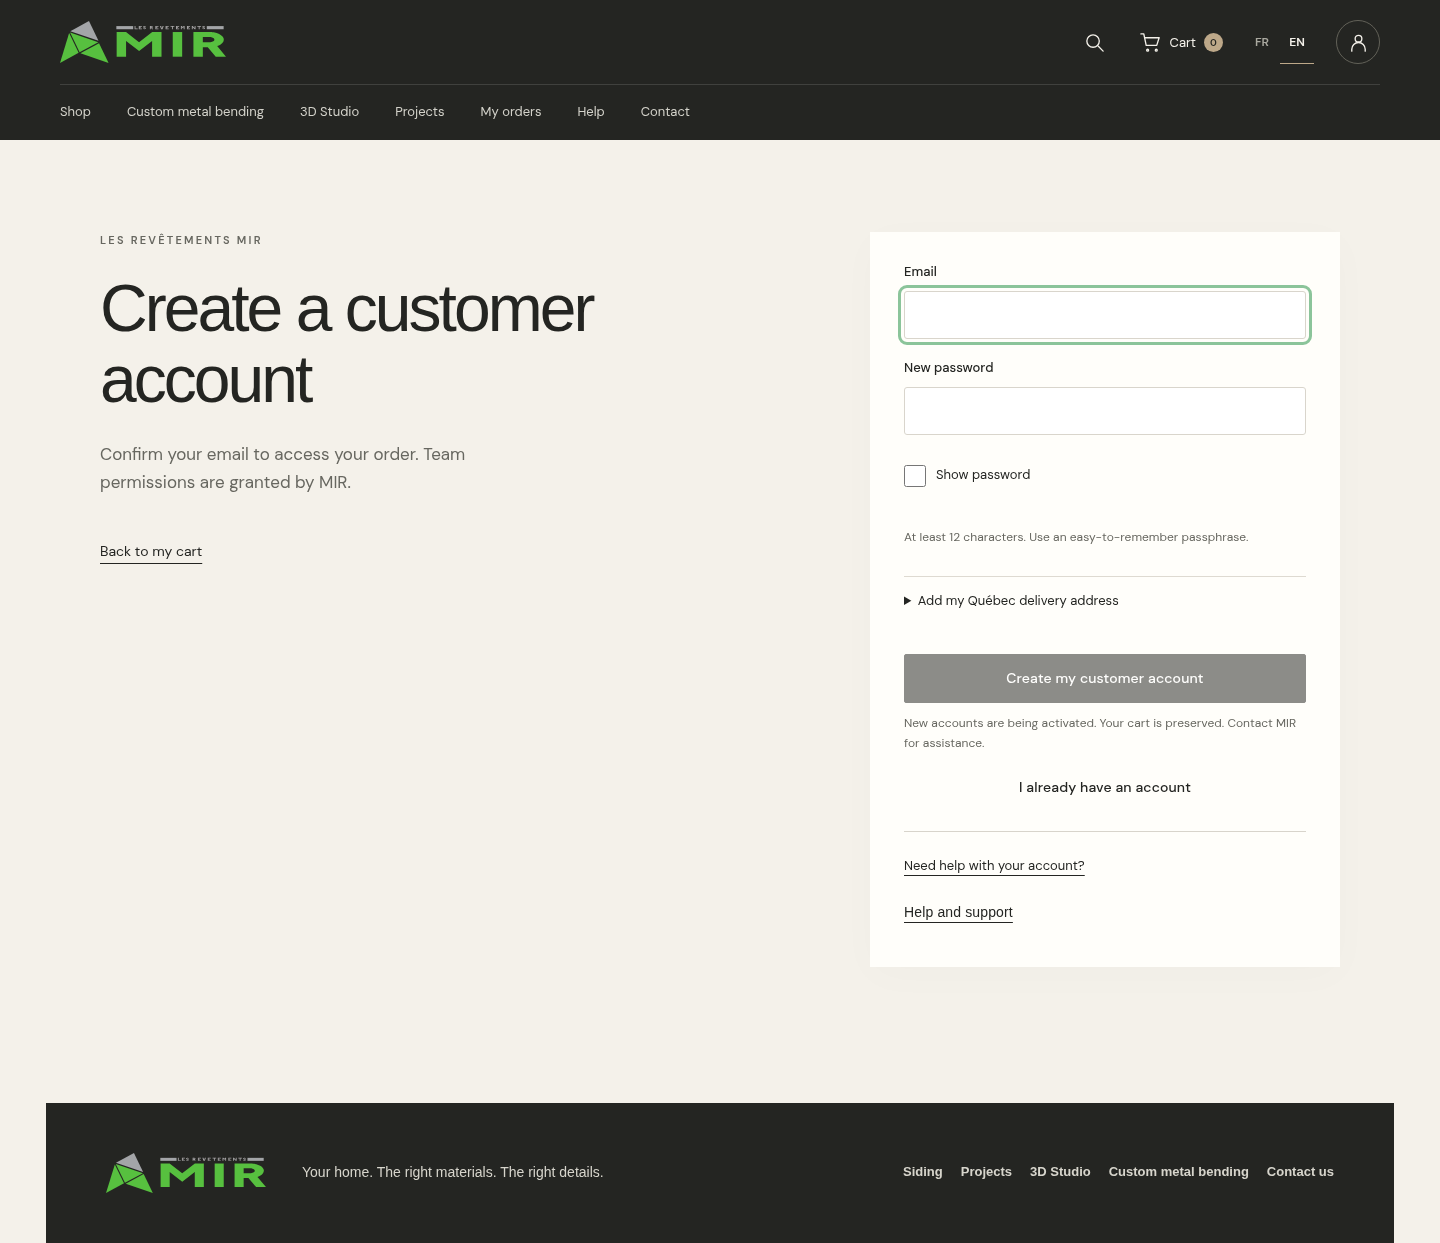 LES REVÊTEMENTS
MIR
Cart 0
FR EN
Shop Custom metal bending 3D Studio Projects My orders Help Contact
LES REVÊTEMENTS MIR
Create a customer
account
Confirm your email to access your order. Team
permissions are granted by MIR.
Back to my cart
Email
New password
Show password
At least 12 characters. Use an easy-to-remember passphrase.
Add my Québec delivery address
Create my customer account
New accounts are being activated. Your cart is preserved. Contact MIR
for assistance.
I already have an account
Need help with your account?
Help and support
LES REVÊTEMENTS
MIR
Your home. The right materials. The right details.
Siding Projects 3D Studio Custom metal bending Contact us